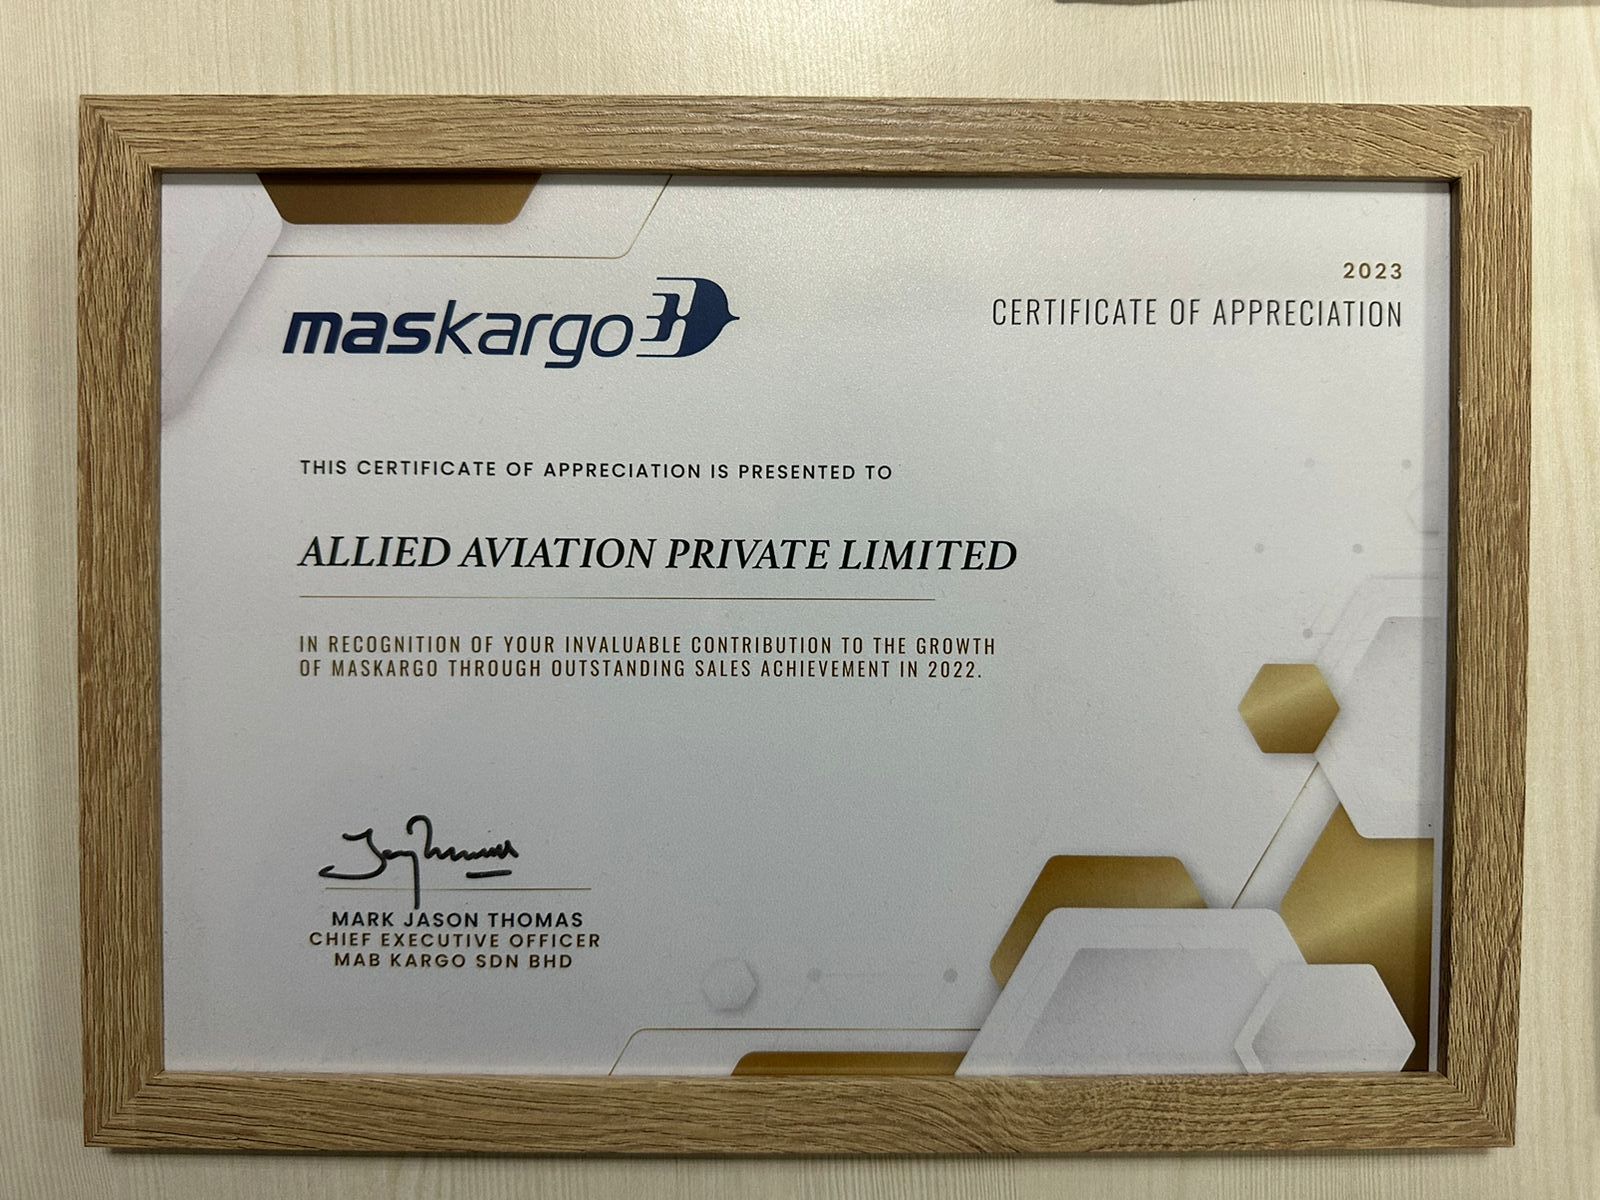 maskargo
2023
CERTIFICATE OF APPRECIATION
THIS CERTIFICATE OF APPRECIATION IS PRESENTED TO
ALLIED AVIATION PRIVATE LIMITED
IN RECOGNITION OF YOUR INVALUABLE CONTRIBUTION TO THE GROWTH
OF MASKARGO THROUGH OUTSTANDING SALES ACHIEVEMENT IN 2022.
MARK JASON THOMAS
CHIEF EXECUTIVE OFFICER
MAB KARGO SDN BHD